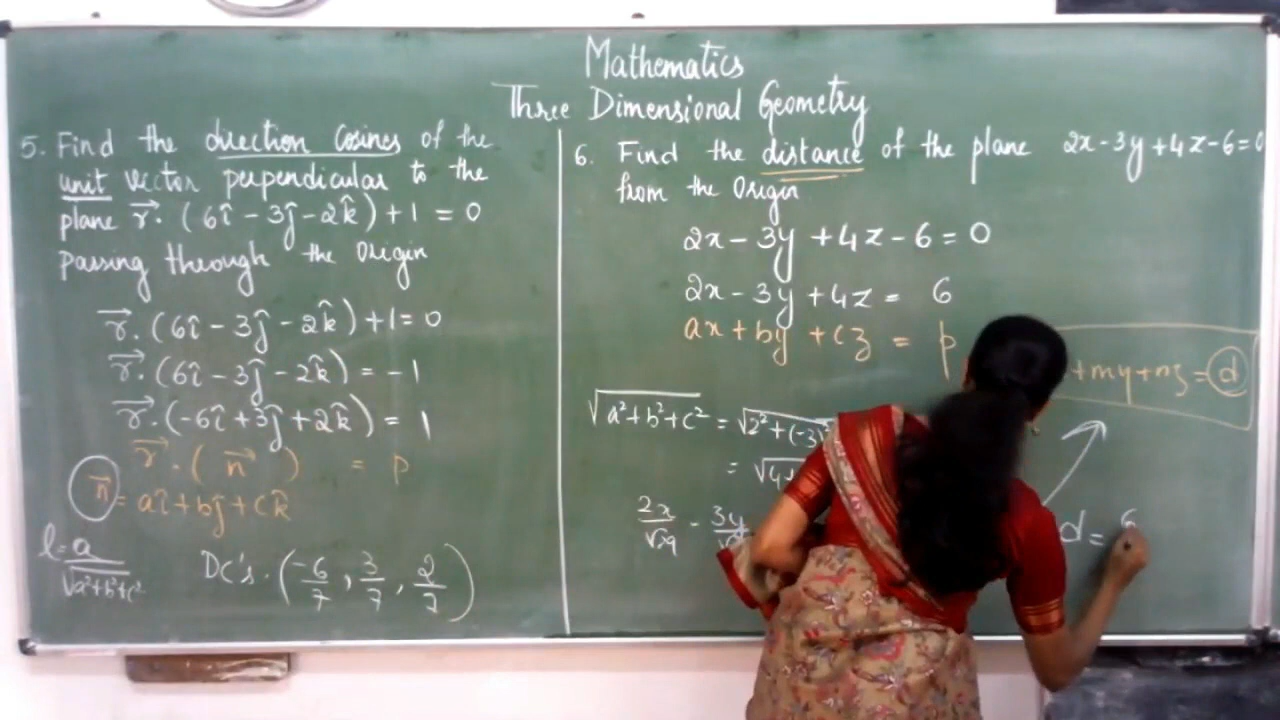 Mathematics
Three Dimensional Geometry
5. Find the direction cosines of the
unit vector perpendicular to the
plane r⃗. (6î - 3ĵ - 2k̂) + 1 = 0
passing through the Origin
r⃗. (6î - 3ĵ - 2k̂) + 1 = 0
r⃗. (6î - 3ĵ - 2k̂) = -1
r⃗. (-6î + 3ĵ + 2k̂) = 1
r⃗ . ( n⃗ ) = p
n⃗ = aî + bĵ + ck̂
l = a/√a²+b²+c²
Dc's. (-6/7, 3/7, 2/7)
6. Find the distance of the plane 2x - 3y + 4z - 6 = 0
from the Origin
2x - 3y + 4z - 6 = 0
2x - 3y + 4z = 6
ax + by + cz = p
+ my + nz = d
√a²+b²+c² = √2²+(-3)²
= √4+
2x/√29 - 3y/
d = 6